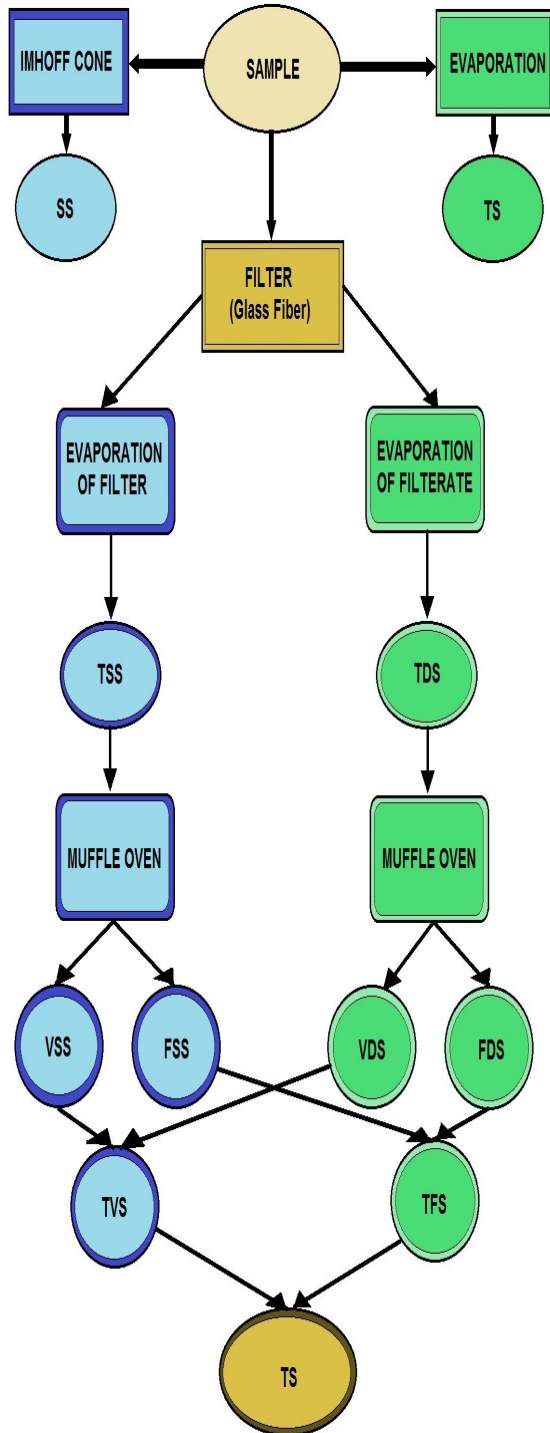 IMHOFF CONE
SAMPLE
EVAPORATION
SS
TS
FILTER
(Glass Fiber)
EVAPORATION
OF FILTER
EVAPORATION
OF FILTERATE
TSS
TDS
MUFFLE OVEN
MUFFLE OVEN
VSS
FSS
VDS
FDS
TVS
TFS
TS